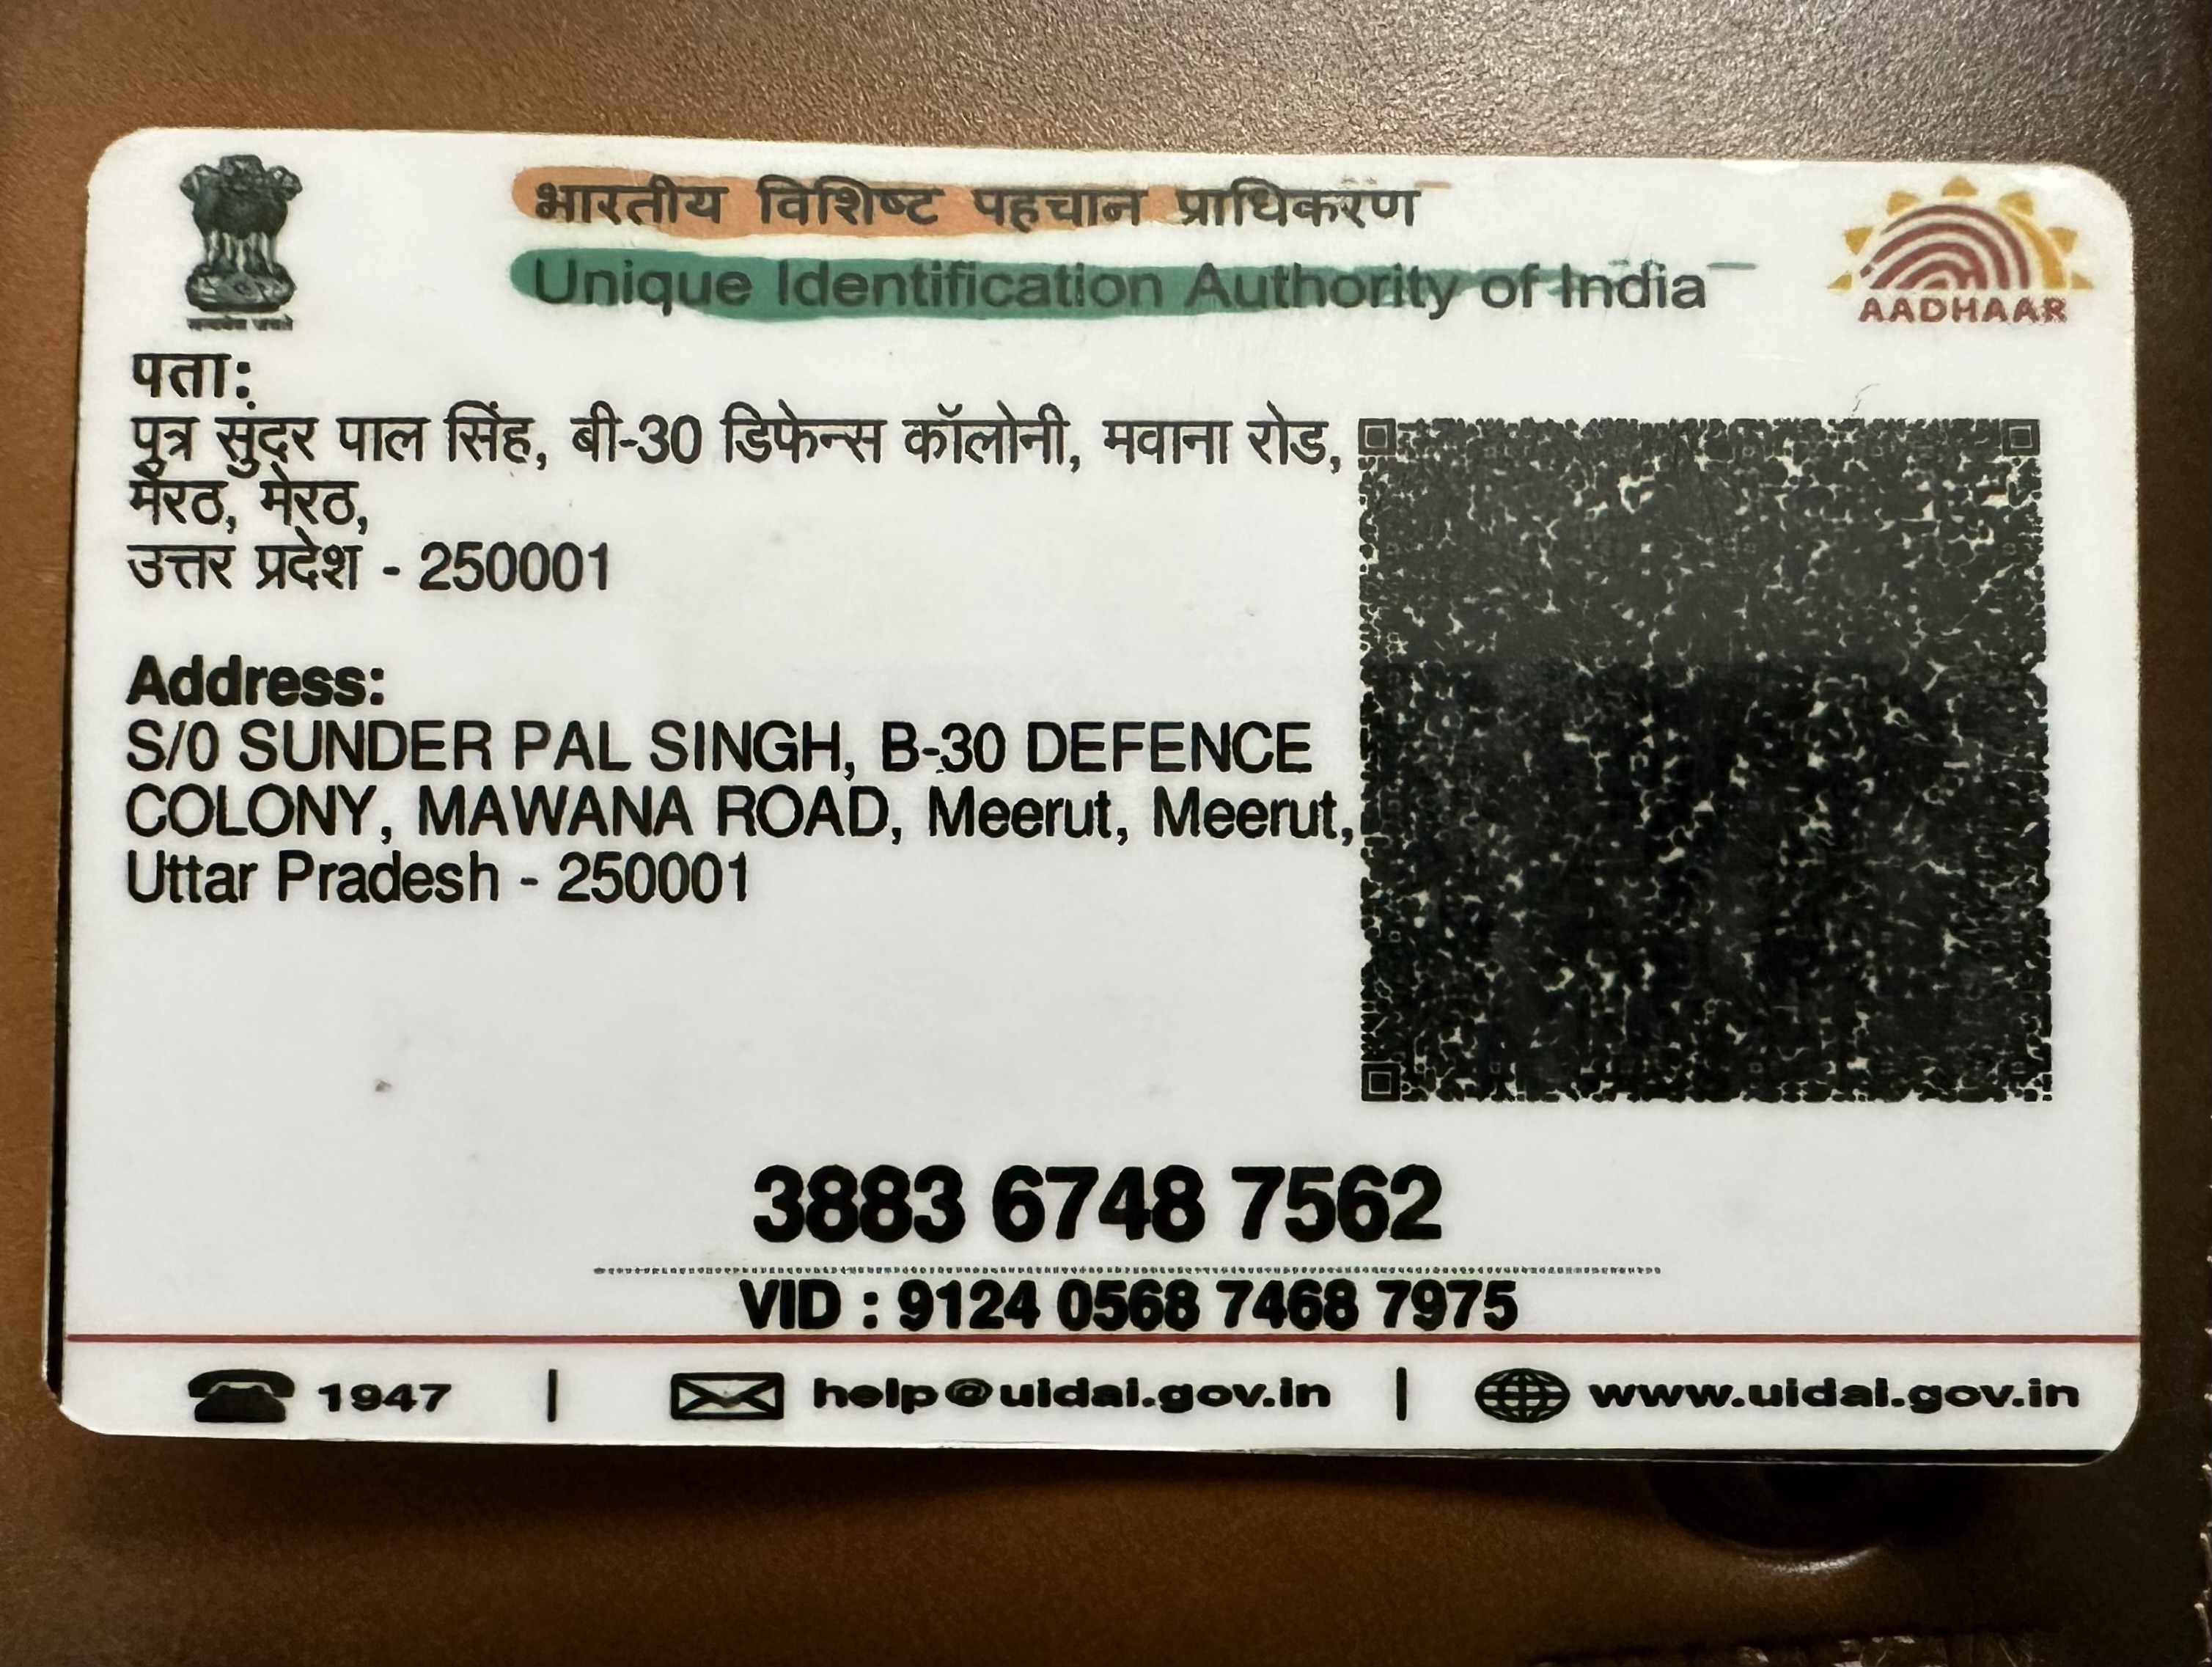 भारतीय विशिष्ट पहचान प्राधिकरण
Unique Identification Authority of India
AADHAAR
पता:
पुत्र सुंदर पाल सिंह, बी-30 डिफेन्स कॉलोनी, मवाना रोड,
मेरठ, मेरठ,
उत्तर प्रदेश - 250001
Address:
S/O SUNDER PAL SINGH, B-30 DEFENCE
COLONY, MAWANA ROAD, Meerut, Meerut,
Uttar Pradesh - 250001
3883 6748 7562
VID : 9124 0568 7468 7975
1947 | help@uidai.gov.in | www.uidai.gov.in